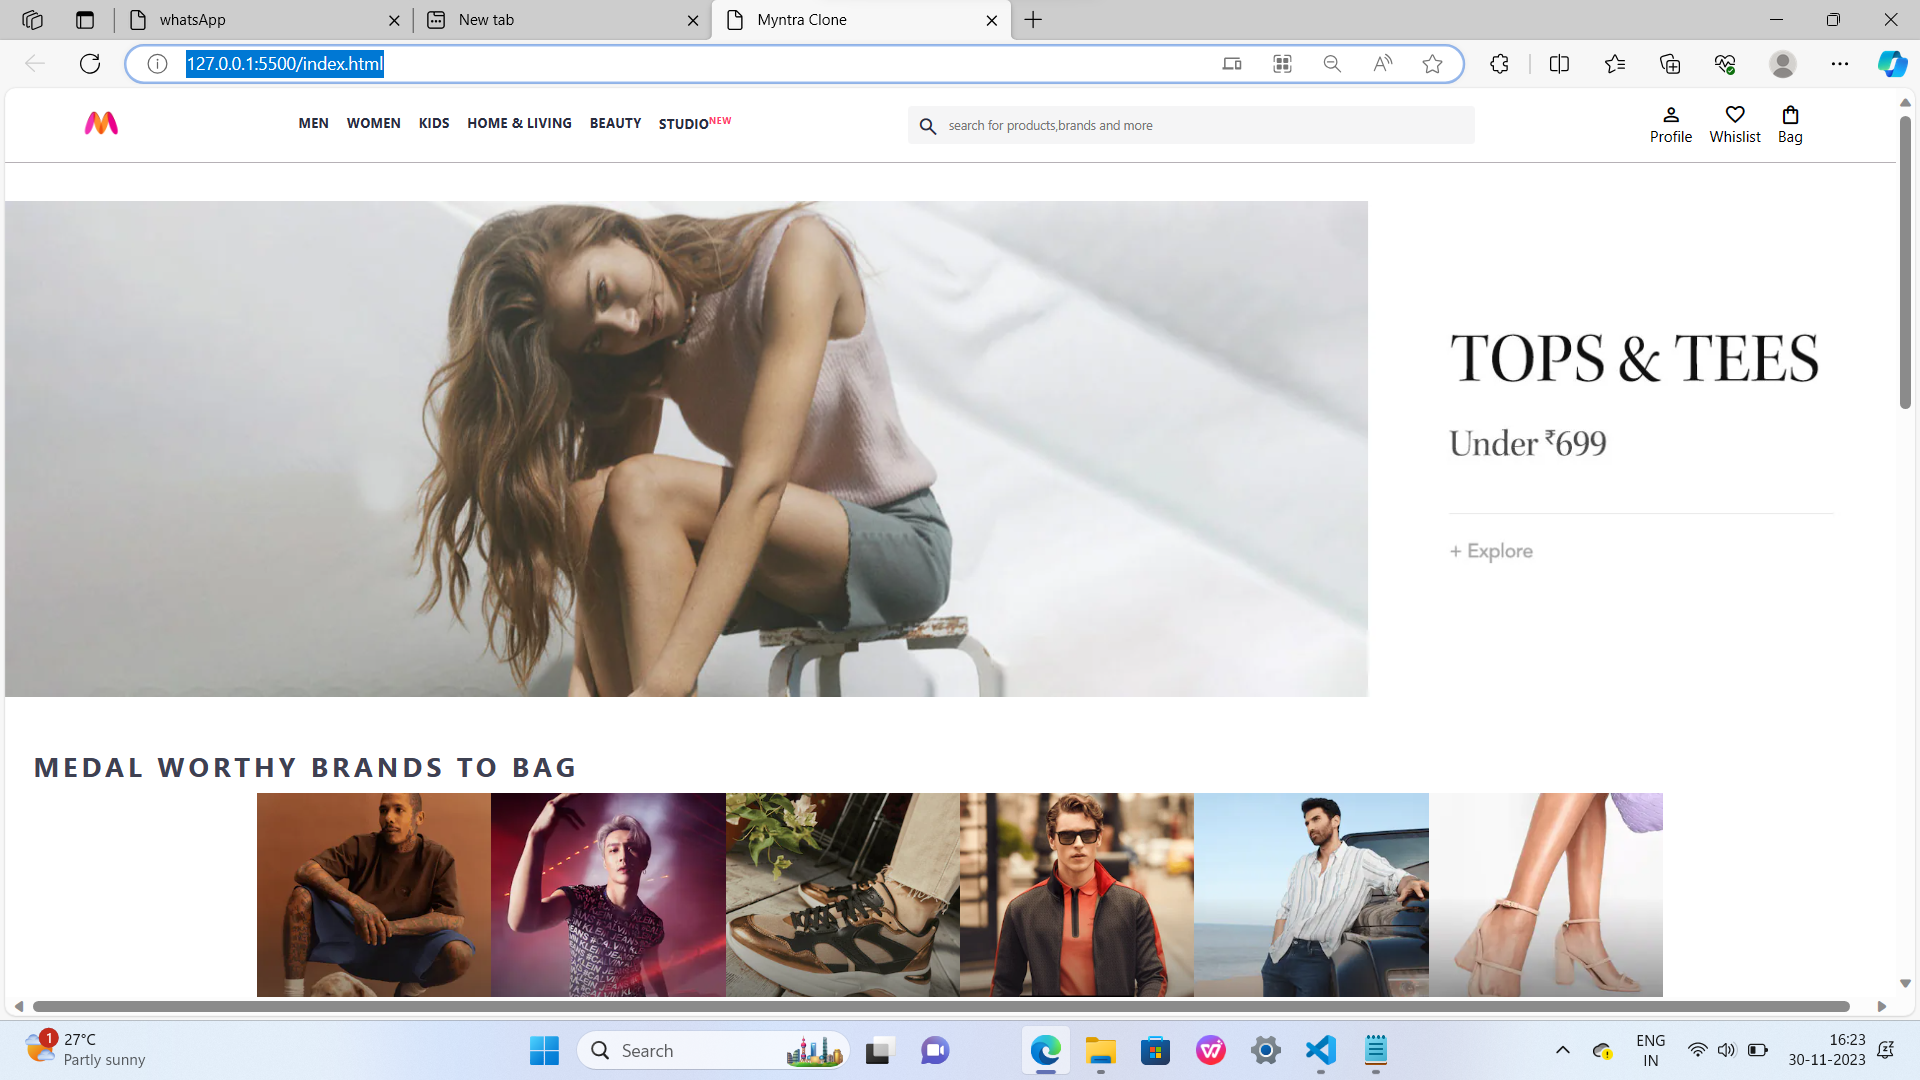 whatsApp
New tab
Myntra Clone
127.0.0.1:5500/index.html
MEN WOMEN KIDS HOME & LIVING BEAUTY STUDIO NEW
search for products,brands and more
Profile Whislist Bag
TOPS & TEES
Under ₹699
+ Explore
MEDAL WORTHY BRANDS TO BAG
1
27°C
Partly sunny
Search
ENG
IN
16:23
30-11-2023